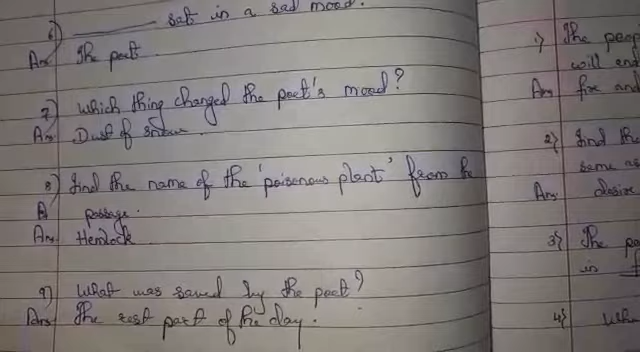 6) ________ sat in a sad mood.
Ans The poet
7) Which thing changed the poet's mood?
Ans Dust of snow.
8) find the name of the 'poisonous plant' from the
A passage.
Ans Hemlock
9) What was saved by the poet?
Ans The rest part of the day.
1) The peop
will end
Ans fire and
2) find the
same as
Ans desire
3) The po
in f
4) Whe